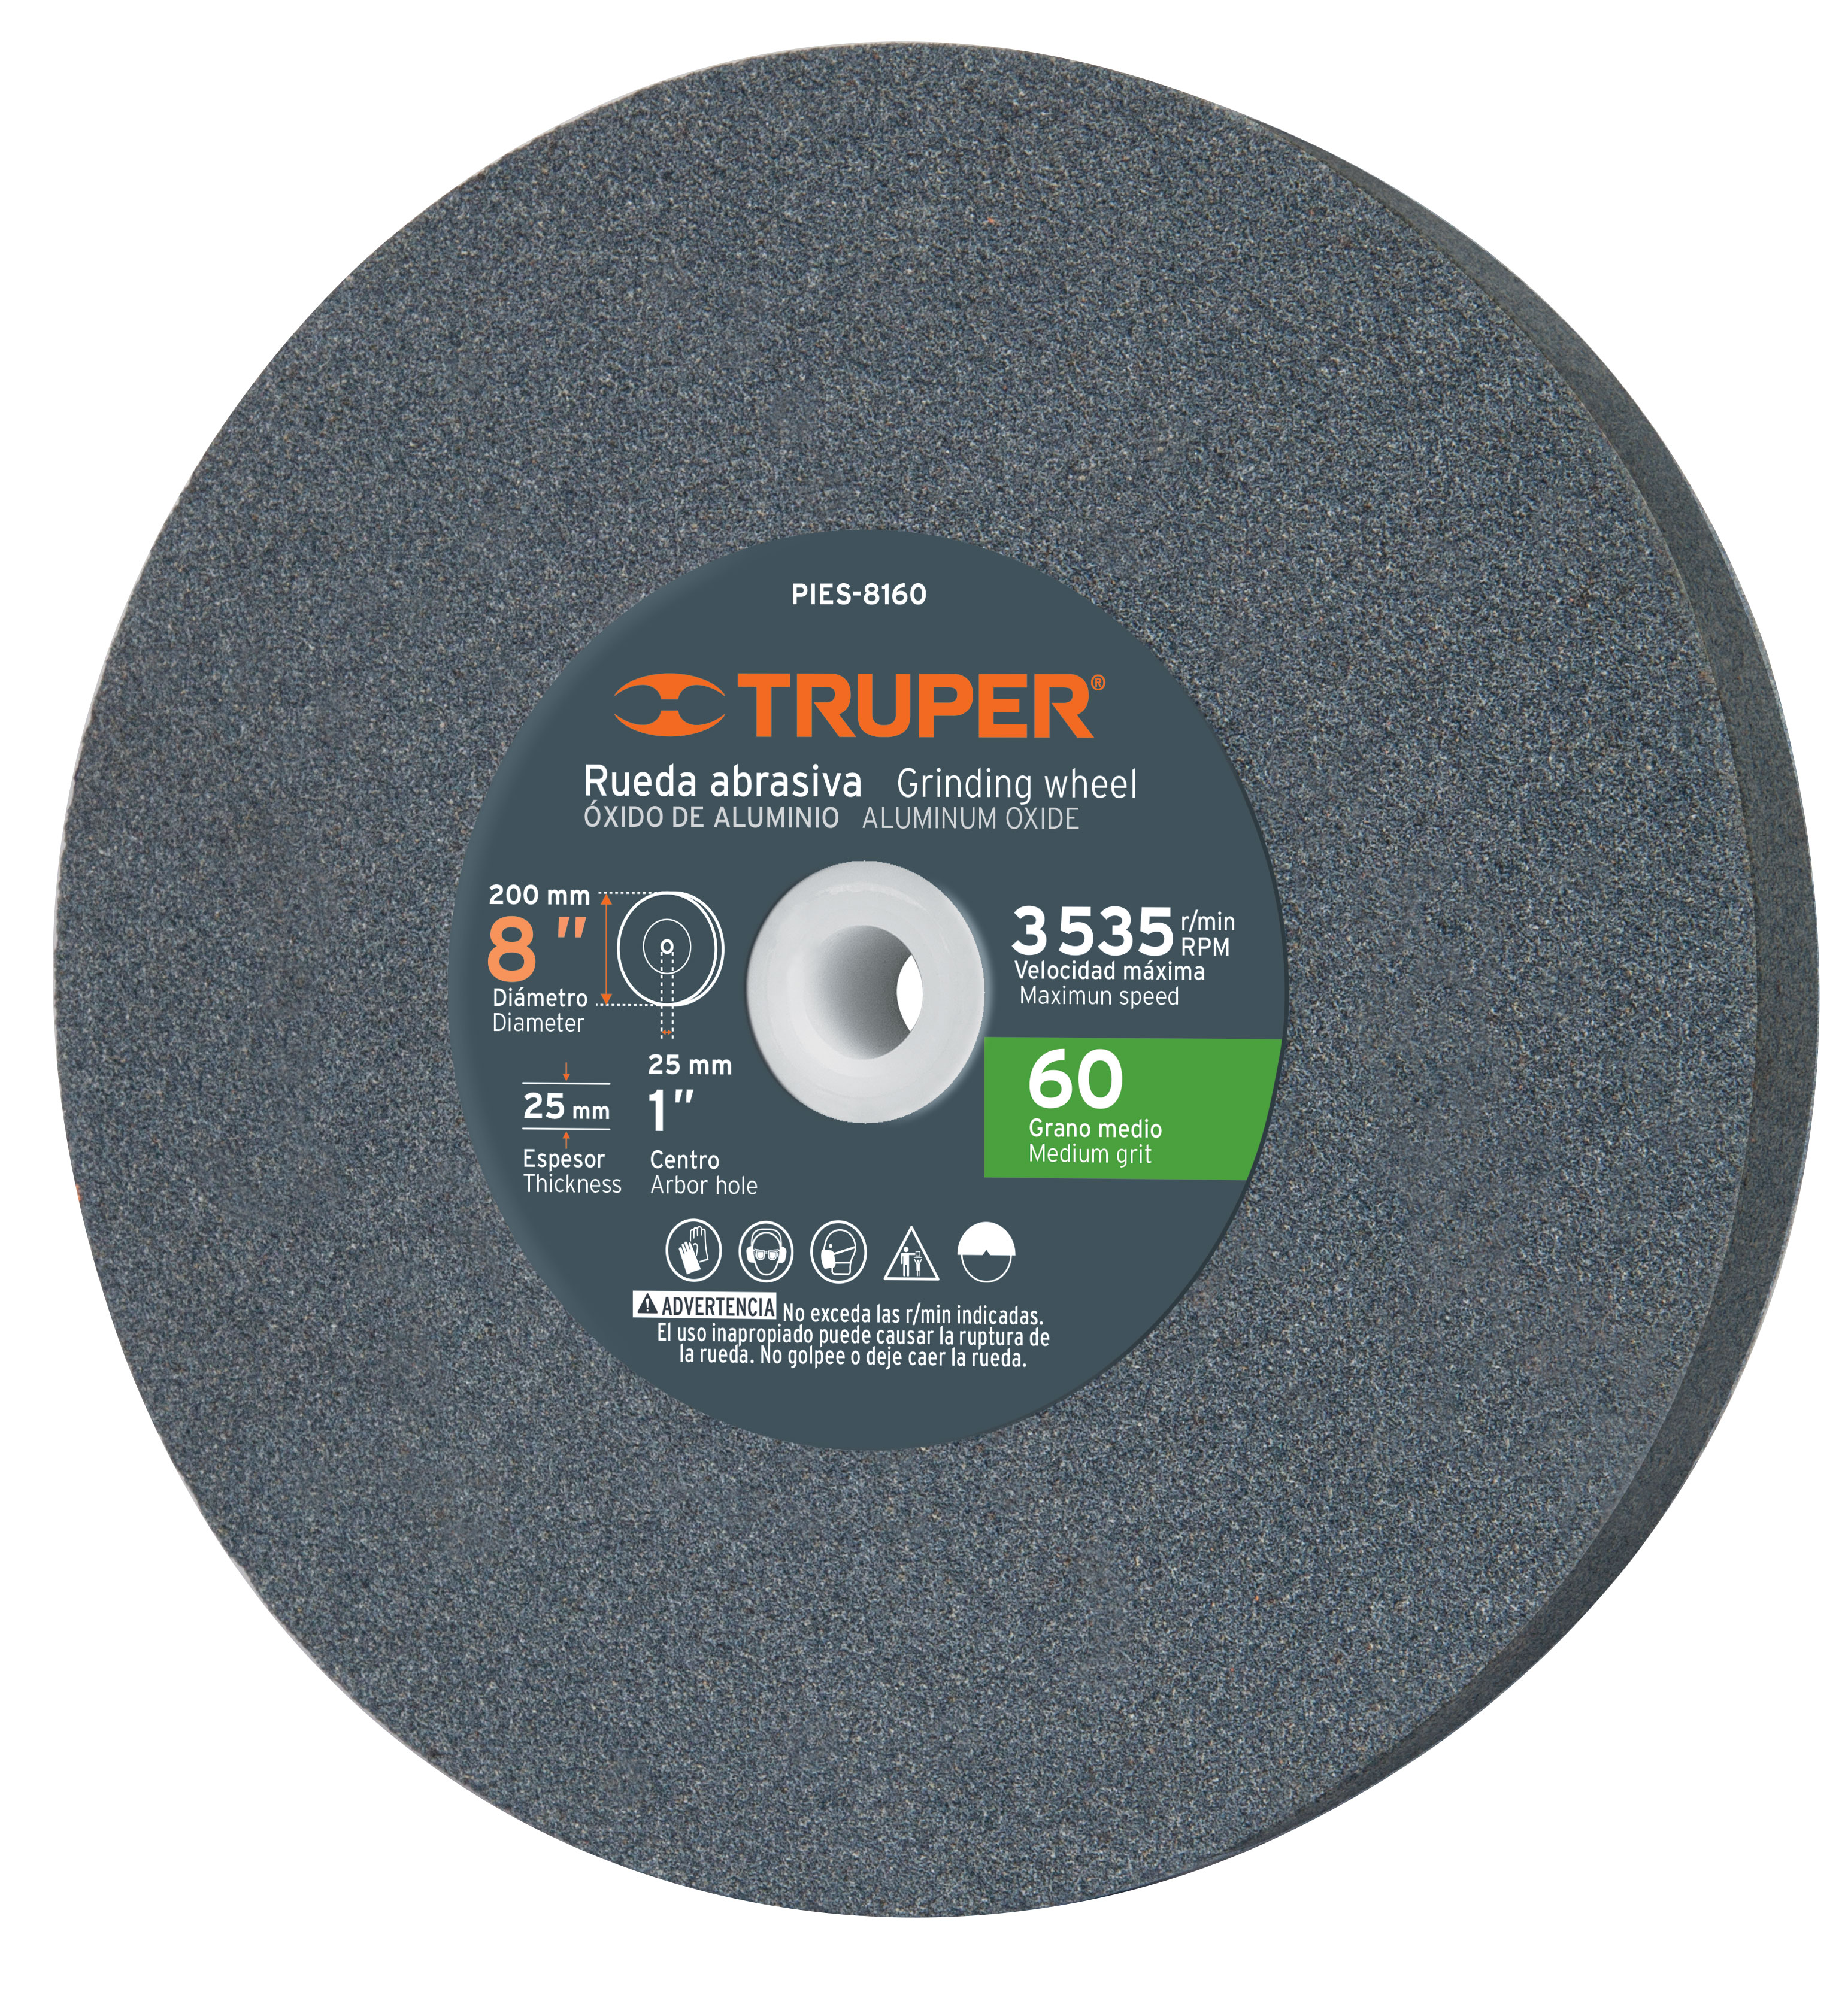 PIES-8160
TRUPER®
Rueda abrasiva Grinding wheel
ÓXIDO DE ALUMINIO ALUMINUM OXIDE
200 mm
8"
Diámetro
Diameter
3 535 r/min RPM
Velocidad máxima
Maximun speed
25 mm
Espesor
Thickness
25 mm
1"
Centro
Arbor hole
60
Grano medio
Medium grit
ADVERTENCIA No exceda las r/min indicadas.
El uso inapropiado puede causar la ruptura de
la rueda. No golpee o deje caer la rueda.